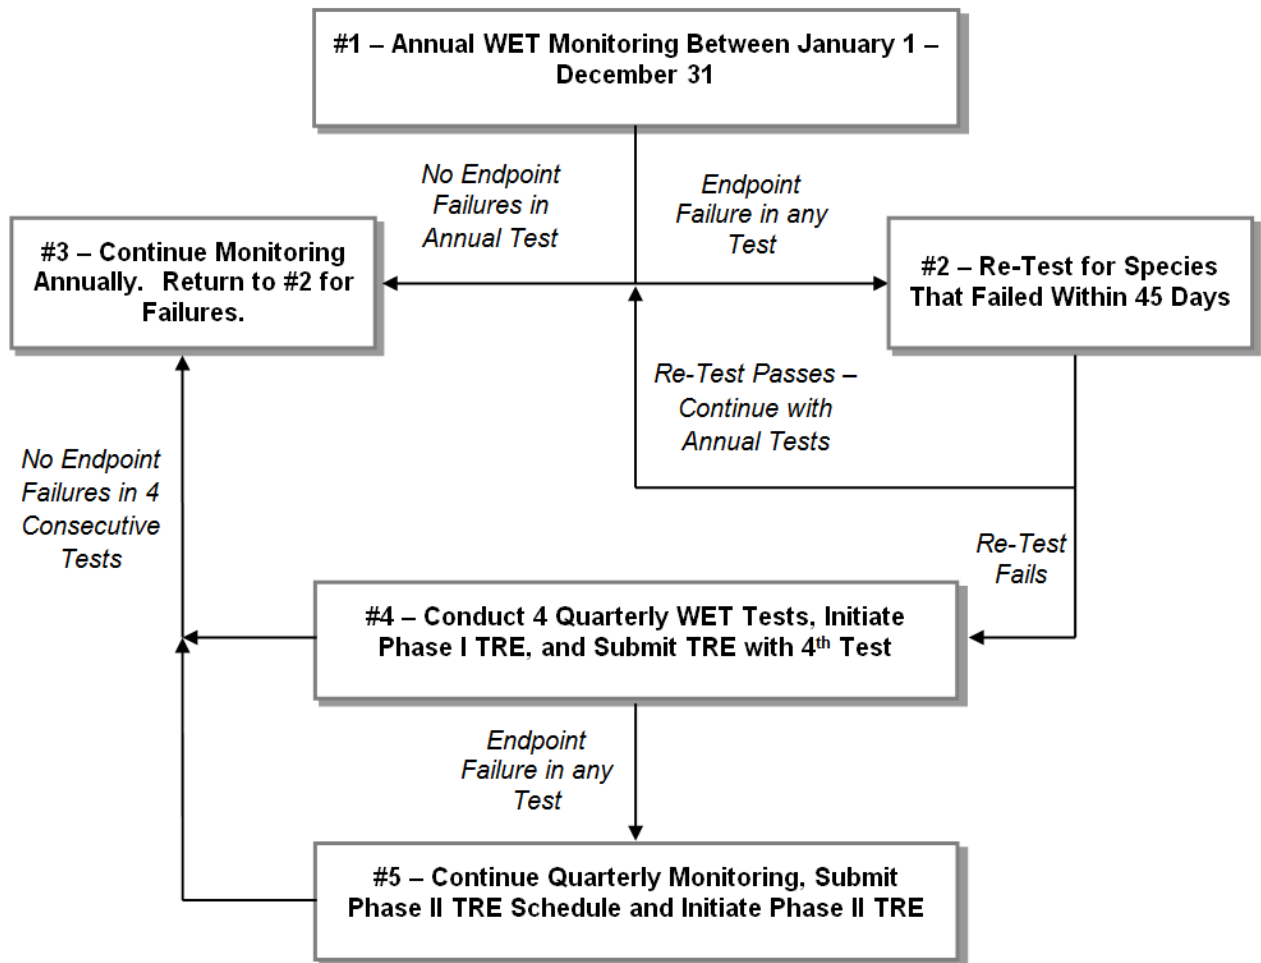 #1 – Annual WET Monitoring Between January 1 –
December 31
No Endpoint
Failures in
Annual Test
Endpoint
Failure in any
Test
#3 – Continue Monitoring
Annually. Return to #2 for
Failures.
#2 – Re-Test for Species
That Failed Within 45 Days
Re-Test Passes –
Continue with
Annual Tests
No Endpoint
Failures in 4
Consecutive
Tests
Re-Test
Fails
#4 – Conduct 4 Quarterly WET Tests, Initiate
Phase I TRE, and Submit TRE with 4th Test
Endpoint
Failure in any
Test
#5 – Continue Quarterly Monitoring, Submit
Phase II TRE Schedule and Initiate Phase II TRE